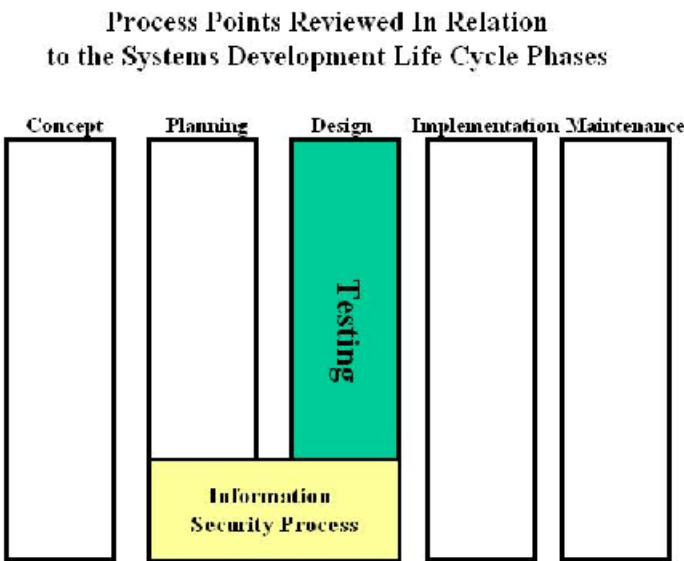 Process Points Reviewed In Relation
to the Systems Development Life Cycle Phases
Concept Planning Design Implementation Maintenance
Testing
Information
Security Process